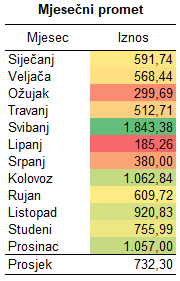 Mjesečni promet
Mjesec Iznos
Siječanj 591,74
Veljača 568,44
Ožujak 299,69
Travanj 512,71
Svibanj 1.843,38
Lipanj 185,26
Srpanj 380,00
Kolovoz 1.062,84
Rujan 609,72
Listopad 920,83
Studeni 755,99
Prosinac 1.057,00
Prosjek 732,30